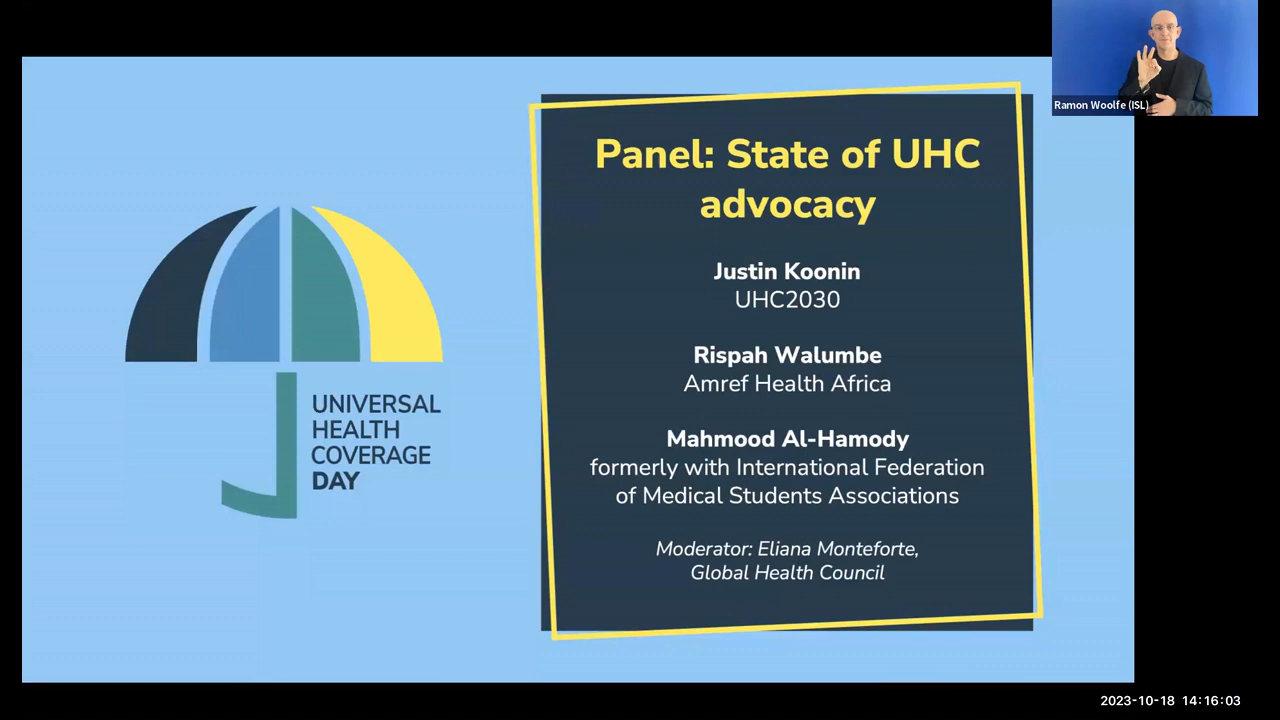 Ramon Woolfe (ISL)
Panel: State of UHC
advocacy
Justin Koonin
UHC2030
Rispah Walumbe
Amref Health Africa
Mahmood Al-Hamody
formerly with International Federation
of Medical Students Associations
Moderator: Eliana Monteforte,
Global Health Council
UNIVERSAL
HEALTH
COVERAGE
DAY
2023-10-18 14:16:03